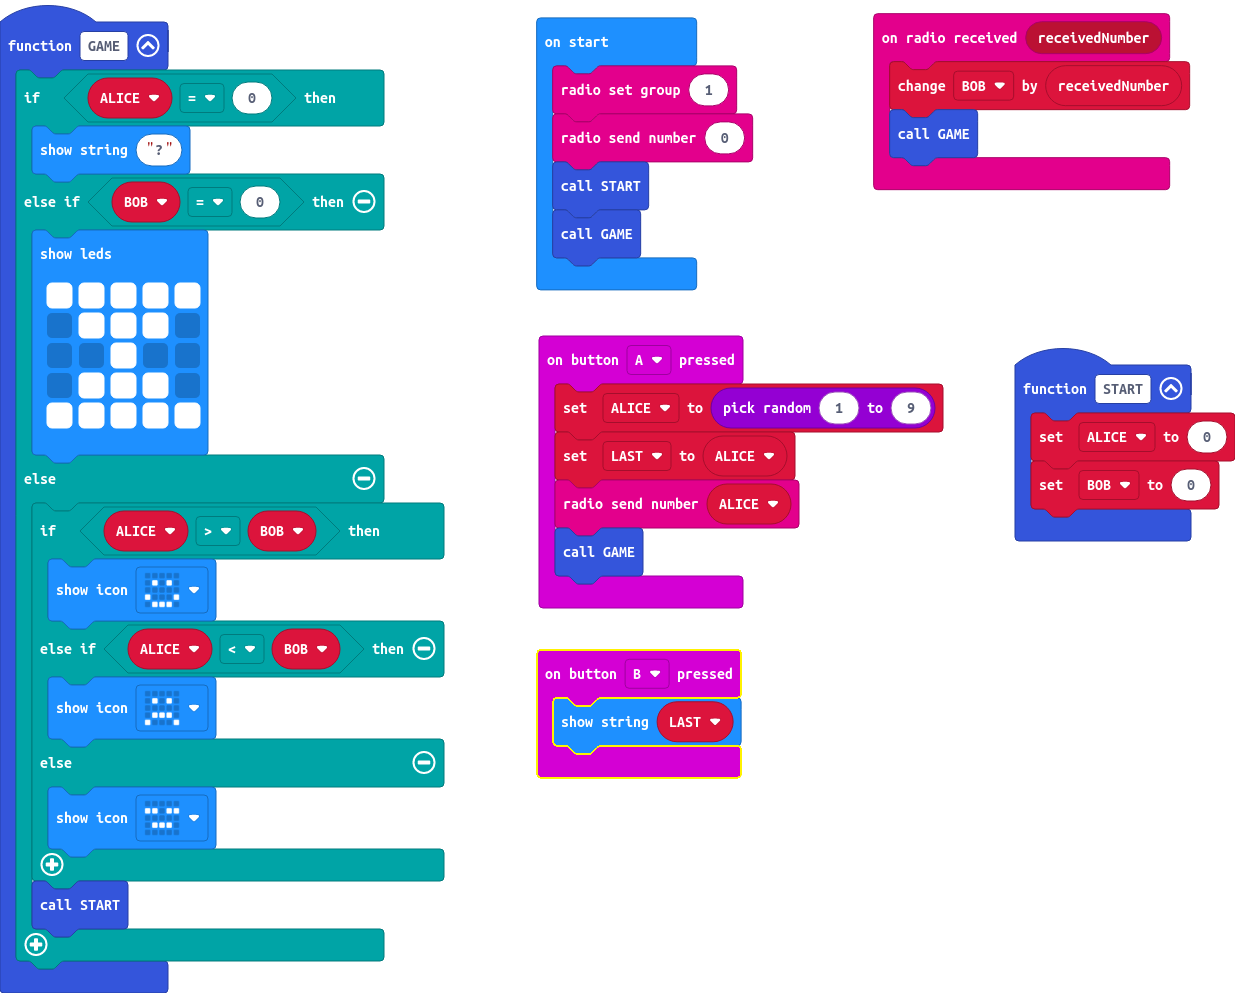 function GAME
if ALICE = 0 then
show string "?"
else if BOB = 0 then
show leds
else
if ALICE > BOB then
show icon
else if ALICE < BOB then
show icon
else
show icon
call START
on start
radio set group 1
radio send number 0
call START
call GAME
on radio received receivedNumber
change BOB by receivedNumber
call GAME
on button A pressed
set ALICE to pick random 1 to 9
set LAST to ALICE
radio send number ALICE
call GAME
function START
set ALICE to 0
set BOB to 0
on button B pressed
show string LAST